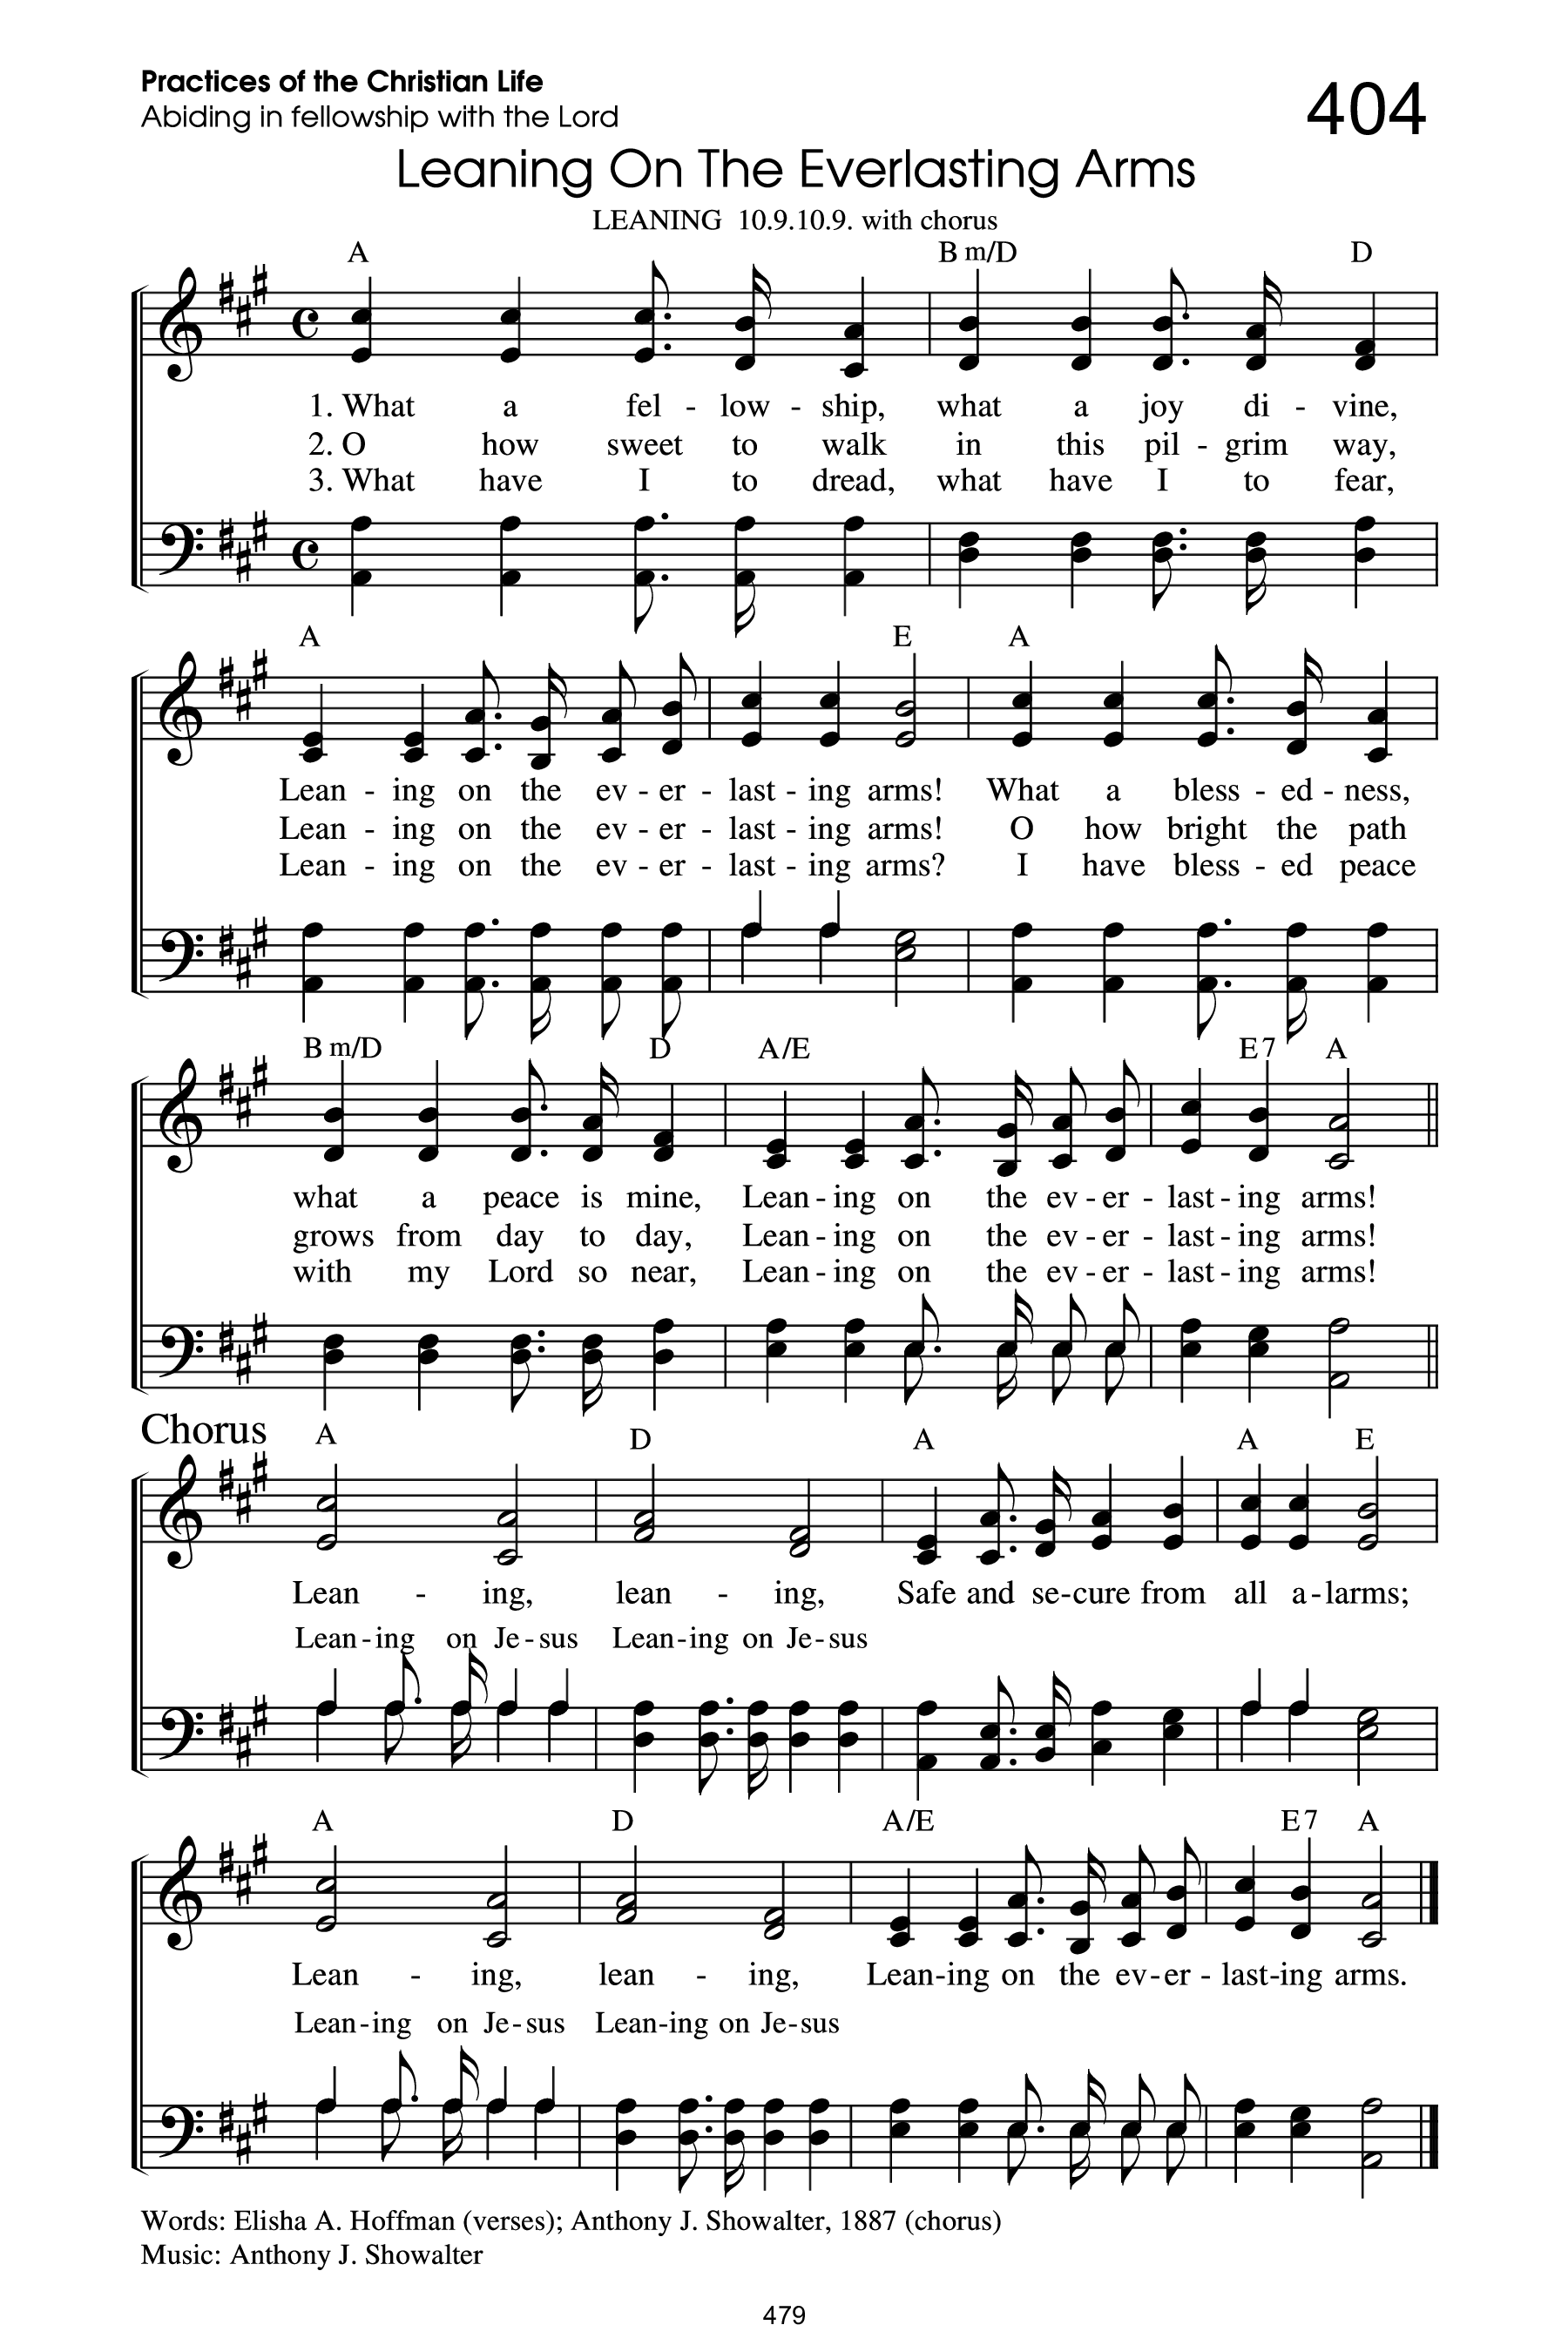 Practices of the Christian Life
Abiding in fellowship with the Lord
404
Leaning On The Everlasting Arms
LEANING 10.9.10.9. with chorus
A Bm/D D
1. What a fel - low - ship, what a joy di - vine,
2. O how sweet to walk in this pil - grim way,
3. What have I to dread, what have I to fear,
A E A
Lean - ing on the ev - er - last - ing arms! What a bless - ed - ness,
Lean - ing on the ev - er - last - ing arms! O how bright the path
Lean - ing on the ev - er - last - ing arms? I have bless - ed peace
Bm/D D A/E E7 A
what a peace is mine, Lean - ing on the ev - er - last - ing arms!
grows from day to day, Lean - ing on the ev - er - last - ing arms!
with my Lord so near, Lean - ing on the ev - er - last - ing arms!
Chorus
A D A A E
Lean - ing, lean - ing, Safe and se-cure from all a-larms;
Lean-ing on Je-sus Lean-ing on Je-sus
A D A/E E7 A
Lean - ing, lean - ing, Lean-ing on the ev-er - last-ing arms.
Lean-ing on Je-sus Lean-ing on Je-sus
Words: Elisha A. Hoffman (verses); Anthony J. Showalter, 1887 (chorus)
Music: Anthony J. Showalter
479